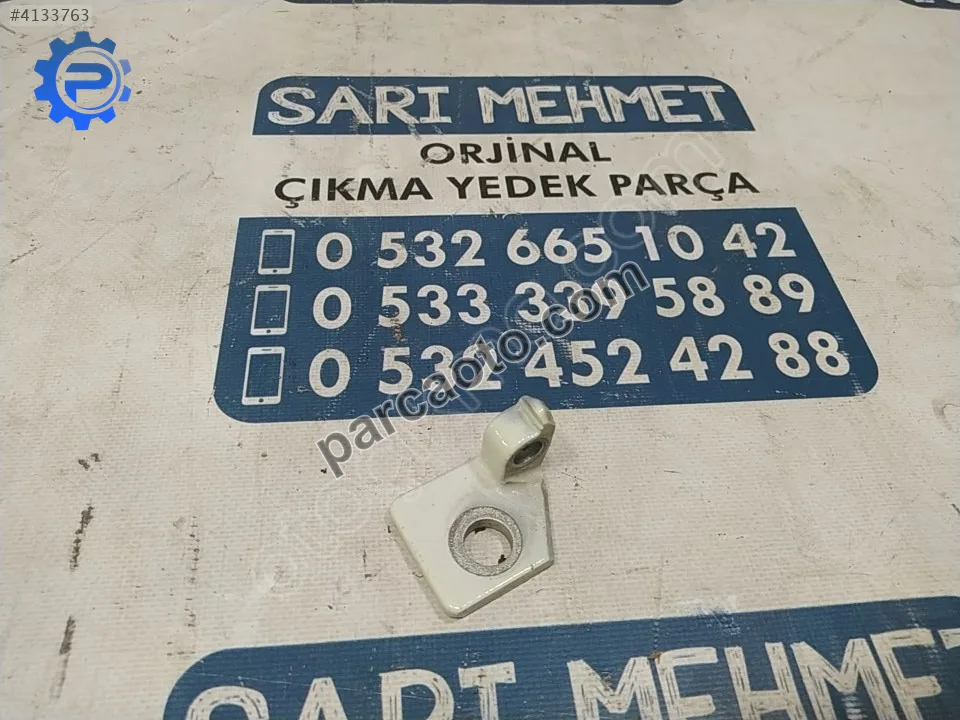 #4133763
P
SARI MEHMET
ORJİNAL
ÇIKMA YEDEK PARÇA
0 532 665 10 42
0 533 339 58 89
0 532 452 42 88
parcaoto.com
SARI MEHMET